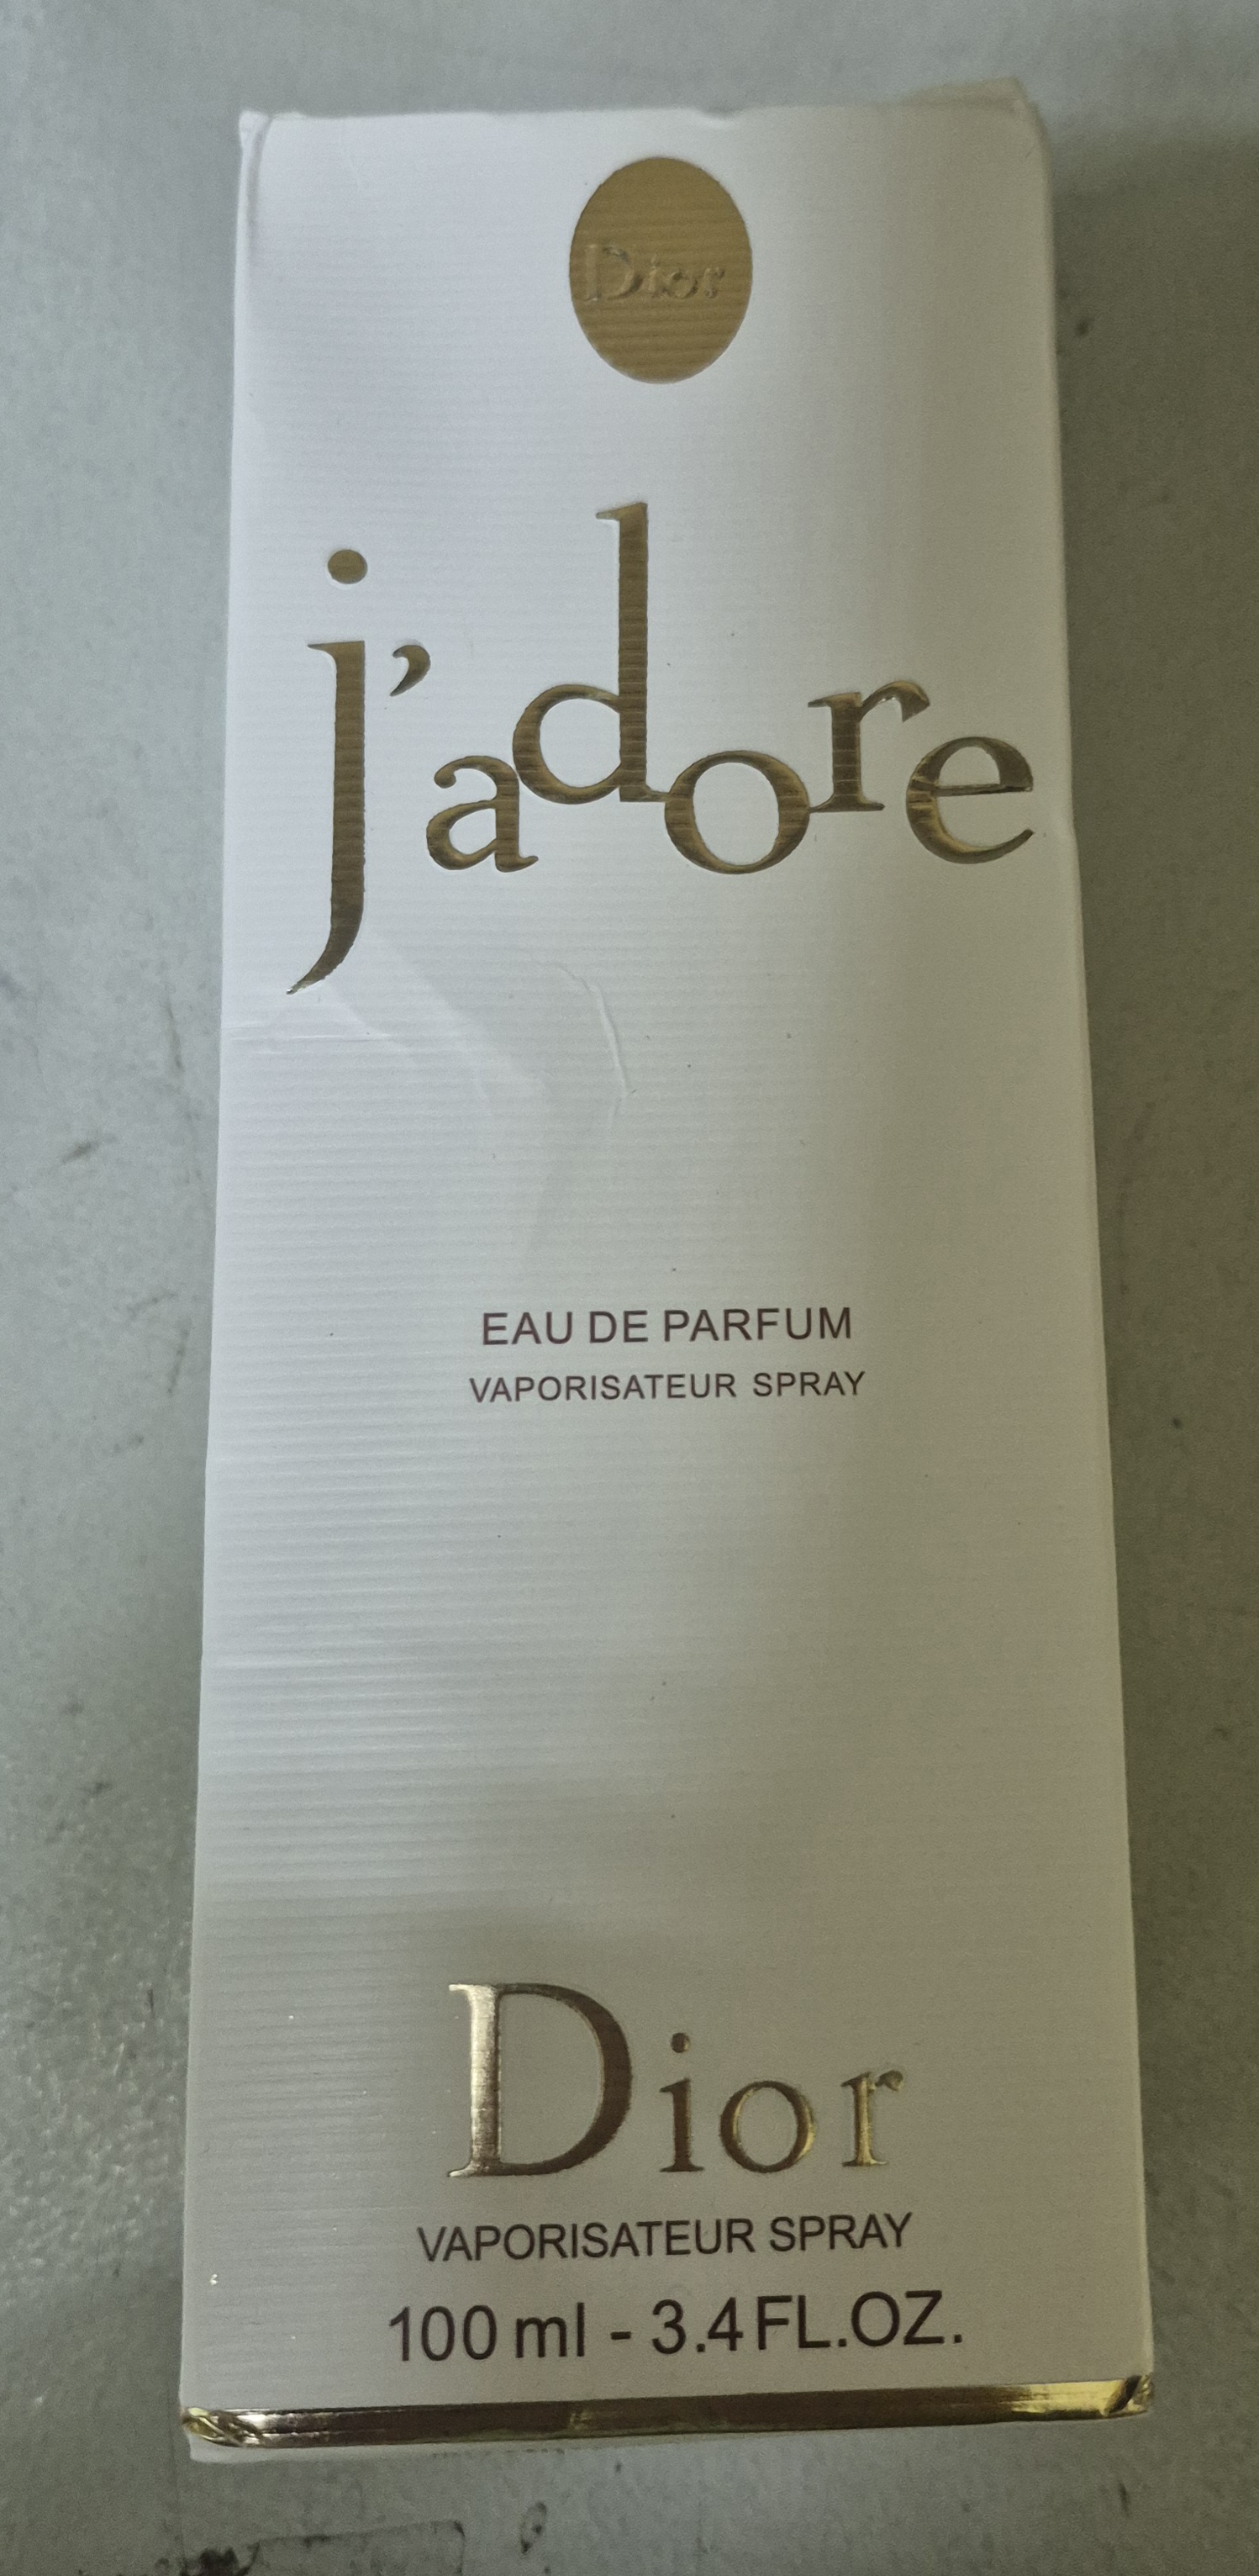 Dior
j'adore
EAU DE PARFUM
VAPORISATEUR SPRAY
Dior
VAPORISATEUR SPRAY
100 ml - 3.4 FL.OZ.